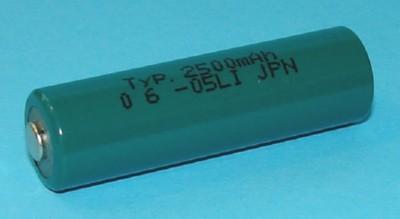 TYP. 2500mAh
0 6 -05LI JPN